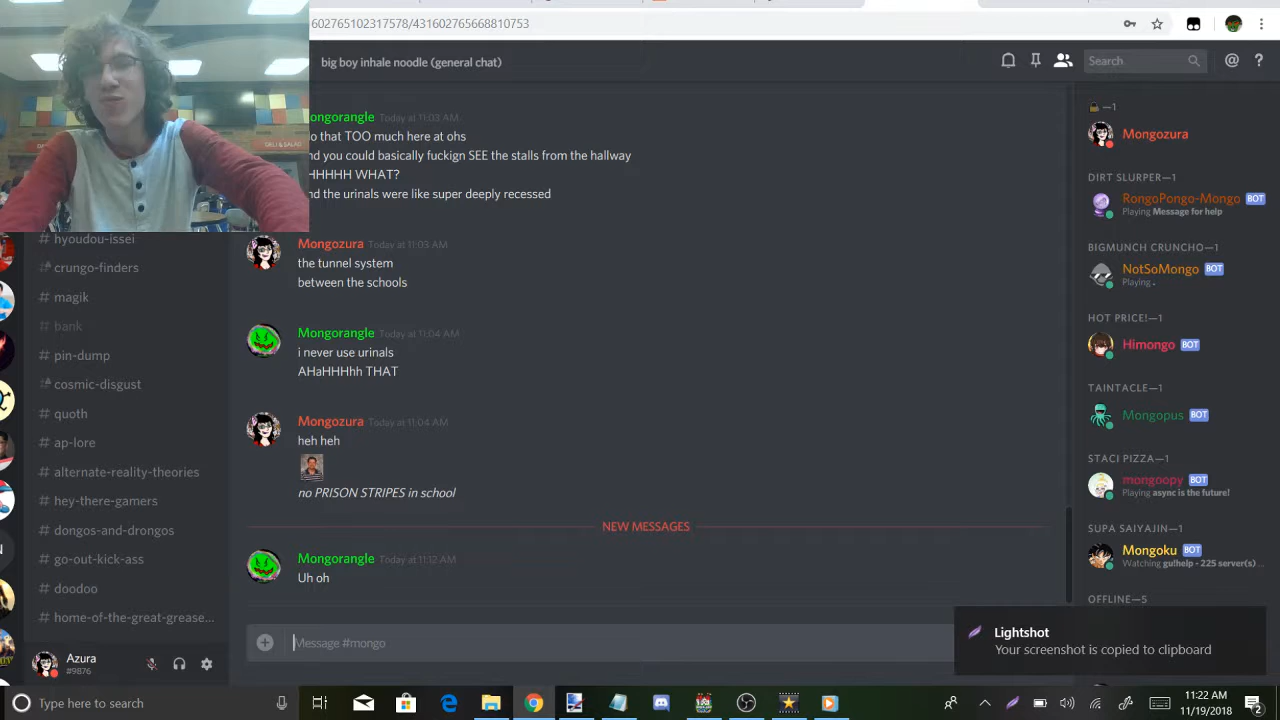 602765102317578/431602765668810753
big boy inhale noodle (general chat)
Search
DELI & SALAD
ongorangle Today at 11:03 AM
o that TOO much here at ohs
nd you could basically fuckign SEE the stalls from the hallway
HHHHH WHAT?
nd the urinals were like super deeply recessed
Mongozura Today at 11:03 AM
the tunnel system
between the schools
Mongorangle Today at 11:04 AM
i never use urinals
AHaHHHhh THAT
Mongozura Today at 11:04 AM
heh heh
no PRISON STRIPES in school
NEW MESSAGES
Mongorangle Today at 11:12 AM
Uh oh
Message #mongo
# hyoudou-issei
# crungo-finders
# magik
# bank
# pin-dump
# cosmic-disgust
# quoth
# ap-lore
# alternate-reality-theories
# hey-there-gamers
# dongos-and-drongos
# go-out-kick-ass
# doodoo
# home-of-the-great-grease...
Azura
#9876
—1
Mongozura
DIRT SLURPER—1
RongoPongo-Mongo BOT
Playing Message for help
BIGMUNCH CRUNCHO—1
NotSoMongo BOT
Playing .
HOT PRICE!—1
Himongo BOT
TAINTACLE—1
Mongopus BOT
STACI PIZZA—1
mongoopy BOT
Playing async is the future!
SUPA SAIYAJIN—1
Mongoku BOT
Watching gu!help - 225 server(s) ...
OFFLINE—5
Lightshot
Your screenshot is copied to clipboard
Type here to search
11:22 AM
11/19/2018
2